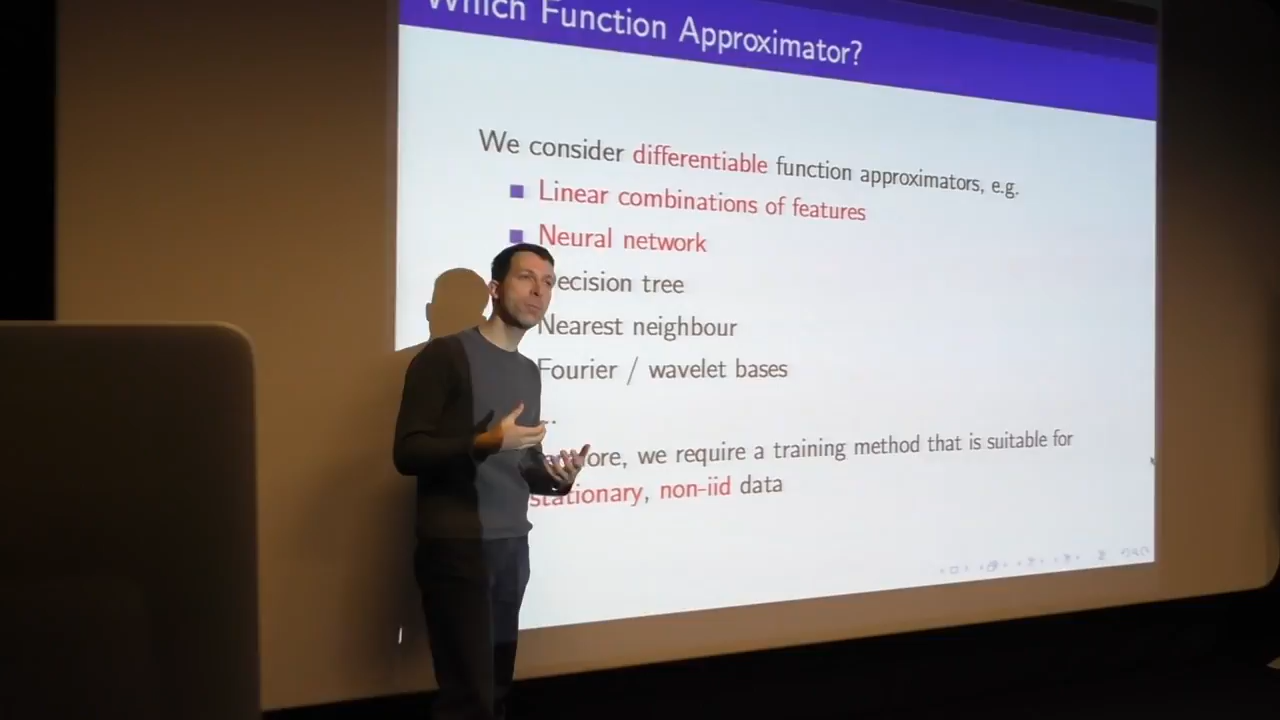 Which Function Approximator?
We consider differentiable function approximators, e.g.
Linear combinations of features
Neural network
ecision tree
Nearest neighbour
Fourier / wavelet bases
..
ore, we require a training method that is suitable for
stationary, non-iid data